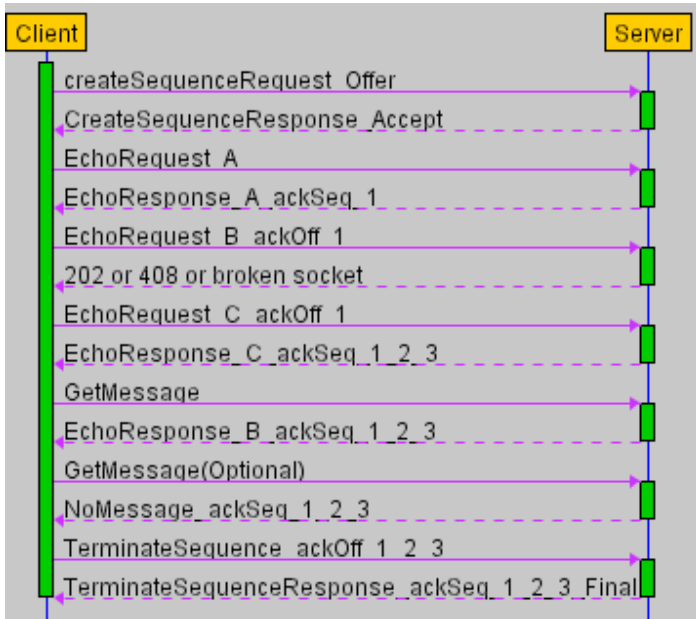 Client
Server
createSequenceRequest_Offer
CreateSequenceResponse_Accept
EchoRequest_A
EchoResponse_A_ackSeq_1
EchoRequest_B_ackOff_1
202 or 408 or broken socket
EchoRequest_C_ackOff_1
EchoResponse_C_ackSeq_1_2_3
GetMessage
EchoResponse_B_ackSeq_1_2_3
GetMessage(Optional)
NoMessage_ackSeq_1_2_3
TerminateSequence_ackOff_1_2_3
TerminateSequenceResponse_ackSeq_1_2_3_Final